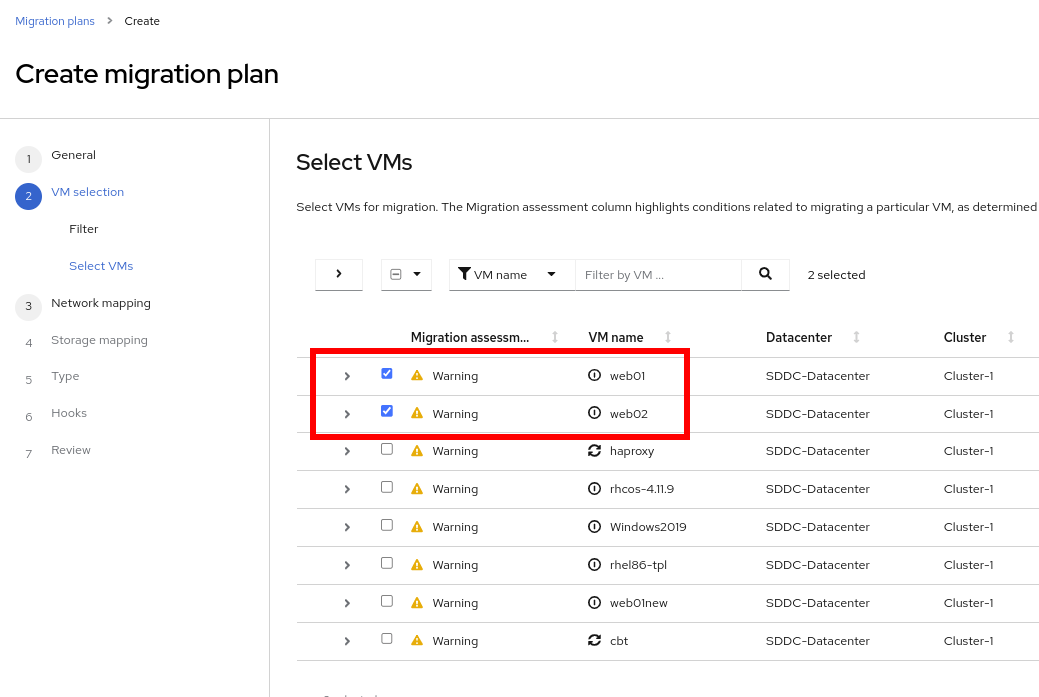 Migration plans > Create
Create migration plan
1 General
2 VM selection
Filter
Select VMs
3 Network mapping
4 Storage mapping
5 Type
6 Hooks
7 Review
Select VMs
Select VMs for migration. The Migration assessment column highlights conditions related to migrating a particular VM, as determined
VM name Filter by VM ... 2 selected
Migration assessm... VM name Datacenter Cluster
Warning web01 SDDC-Datacenter Cluster-1
Warning web02 SDDC-Datacenter Cluster-1
Warning haproxy SDDC-Datacenter Cluster-1
Warning rhcos-4.11.9 SDDC-Datacenter Cluster-1
Warning Windows2019 SDDC-Datacenter Cluster-1
Warning rhel86-tpl SDDC-Datacenter Cluster-1
Warning web01new SDDC-Datacenter Cluster-1
Warning cbt SDDC-Datacenter Cluster-1